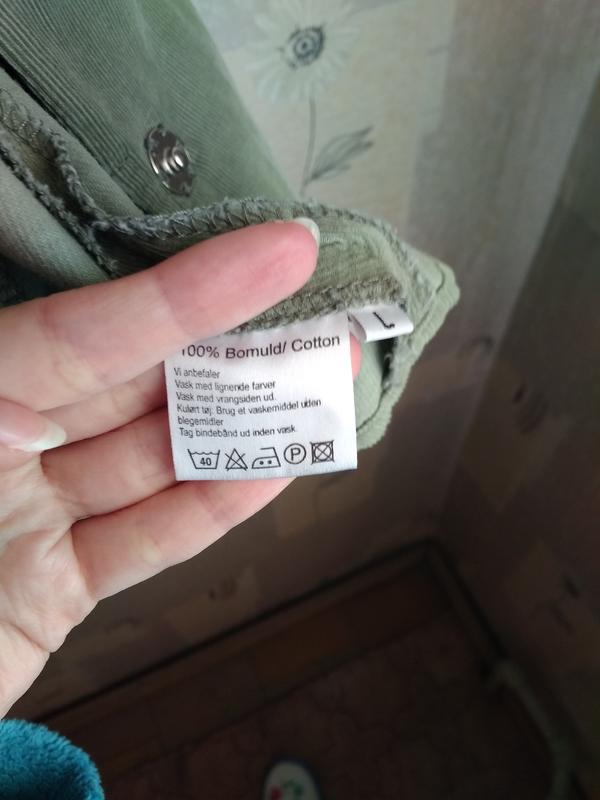 L
100% Bomuld/ Cotton
Vi anbefaler
Vask med lignende farver
Vask med vrangsiden ud.
Kulørt tøj: Brug et vaskemiddel uden
blegemidler
Tag bindebånd ud inden vask.
40 P